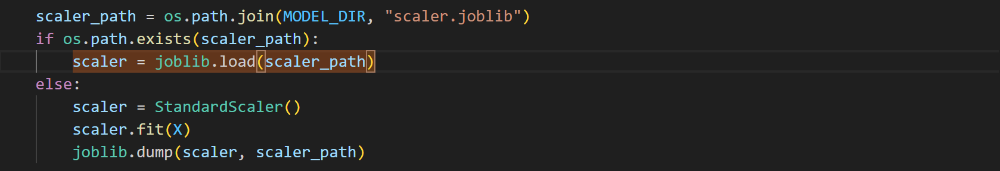 scaler_path = os.path.join(MODEL_DIR, "scaler.joblib")
if os.path.exists(scaler_path):
    scaler = joblib.load(scaler_path)
else:
    scaler = StandardScaler()
    scaler.fit(X)
    joblib.dump(scaler, scaler_path)